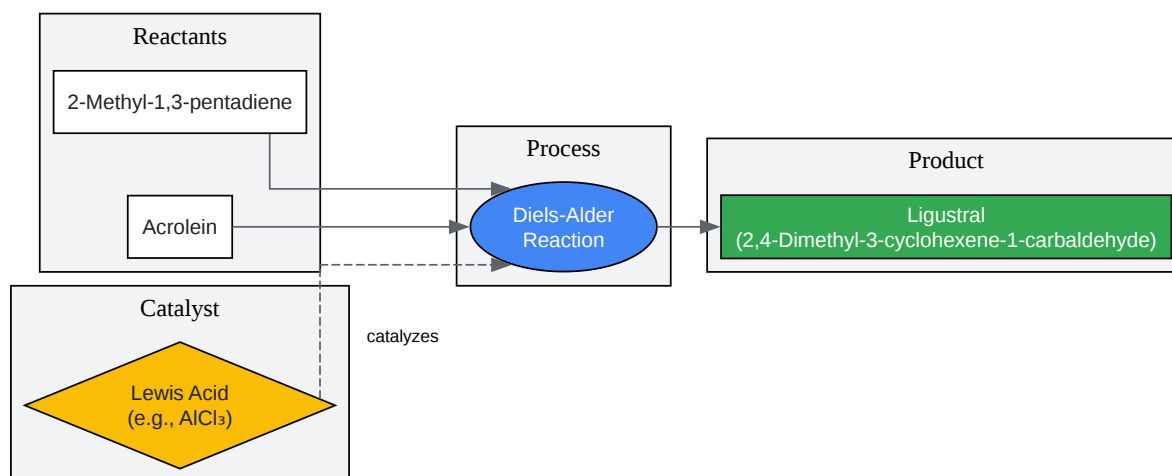 Reactants
2-Methyl-1,3-pentadiene
Acrolein
Process
Diels-Alder
Reaction
Product
Ligustral
(2,4-Dimethyl-3-cyclohexene-1-carbaldehyde)
Catalyst
Lewis Acid
(e.g., AlCl₃)
catalyzes